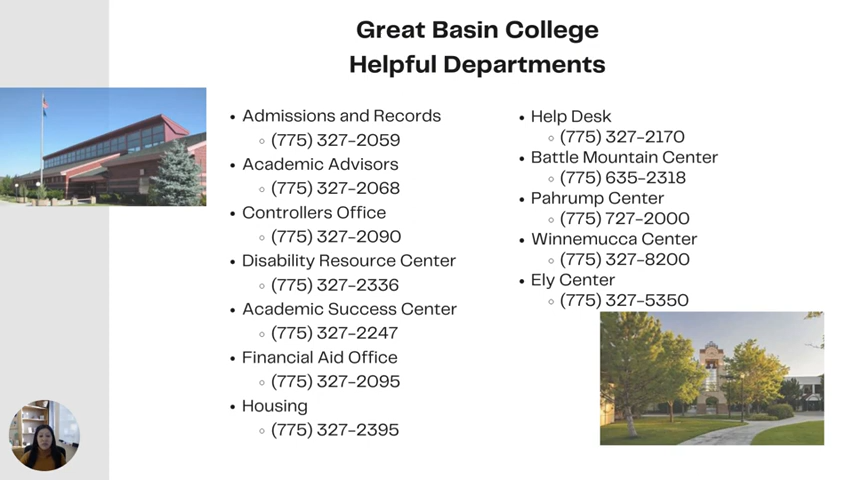 Great Basin College
Helpful Departments
Admissions and Records
(775) 327-2059
Academic Advisors
(775) 327-2068
Controllers Office
(775) 327-2090
Disability Resource Center
(775) 327-2336
Academic Success Center
(775) 327-2247
Financial Aid Office
(775) 327-2095
Housing
(775) 327-2395
Help Desk
(775) 327-2170
Battle Mountain Center
(775) 635-2318
Pahrump Center
(775) 727-2000
Winnemucca Center
(775) 327-8200
Ely Center
(775) 327-5350